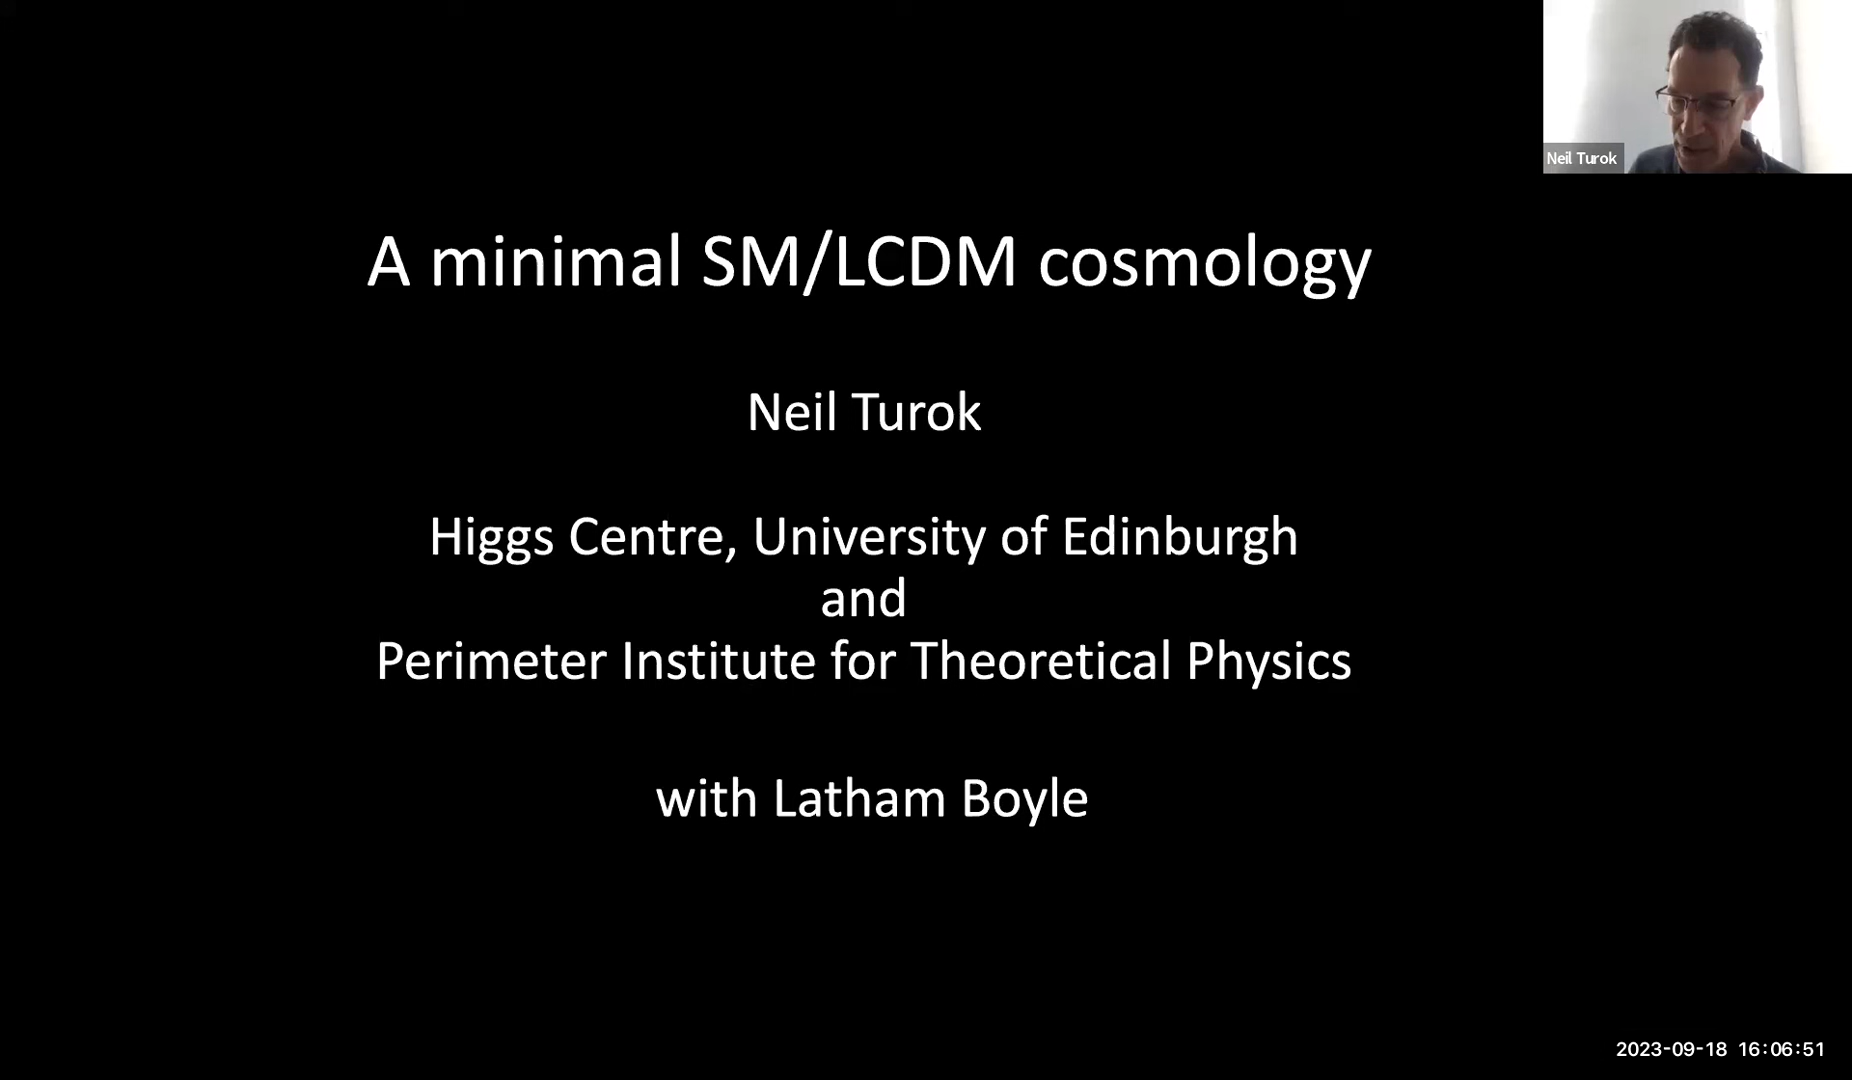 Neil Turok
A minimal SM/LCDM cosmology
Neil Turok
Higgs Centre, University of Edinburgh
and
Perimeter Institute for Theoretical Physics
with Latham Boyle
2023-09-18 16:06:51